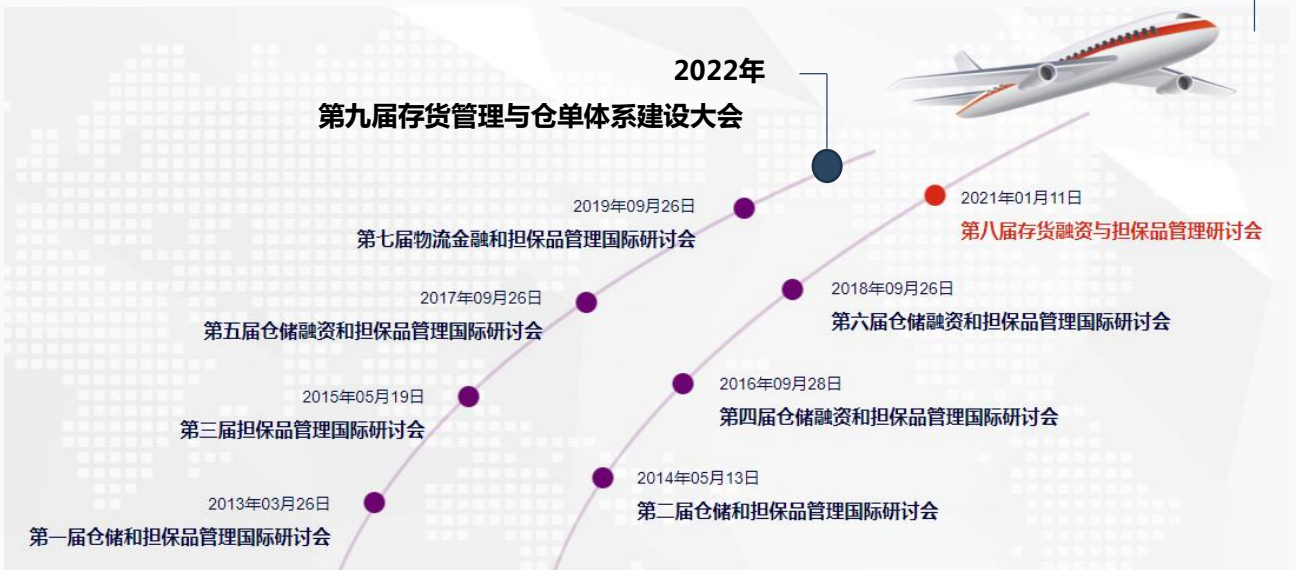 2022年
第九届存货管理与仓单体系建设大会
2021年01月11日
第八届存货融资与担保品管理研讨会
2019年09月26日
第七届物流金融和担保品管理国际研讨会
2018年09月26日
第六届仓储融资和担保品管理国际研讨会
2017年09月26日
第五届仓储融资和担保品管理国际研讨会
2016年09月28日
第四届仓储融资和担保品管理国际研讨会
2015年05月19日
第三届担保品管理国际研讨会
2014年05月13日
第二届仓储和担保品管理国际研讨会
2013年03月26日
第一届仓储和担保品管理国际研讨会